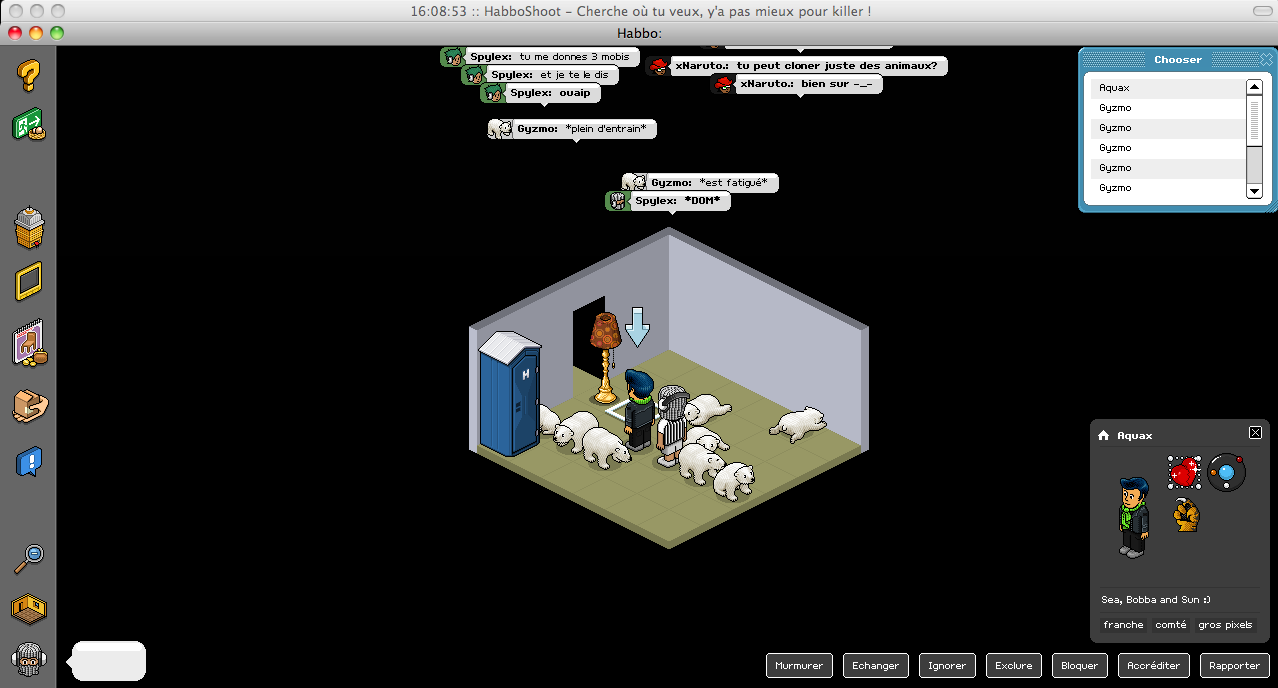 16:08:53 :: HabboShoot - Cherche où tu veux, y'a pas mieux pour killer !
Habbo:
Spylex: tu me donnes 3 mobis
xNaruto.: tu peut cloner juste des animaux?
Spylex: et je te le dis
xNaruto.: bien sur -_-
Spylex: ouaip
Gyzmo: *plein d'entrain*
Gyzmo: *est fatigué*
Spylex: *DOM*
Chooser
Aquax
Gyzmo
Gyzmo
Gyzmo
Gyzmo
Gyzmo
H
Aquax
Sea, Bobba and Sun :)
franche comté gros pixels
Murmurer Echanger Ignorer Exclure Bloquer Accréditer Rapporter